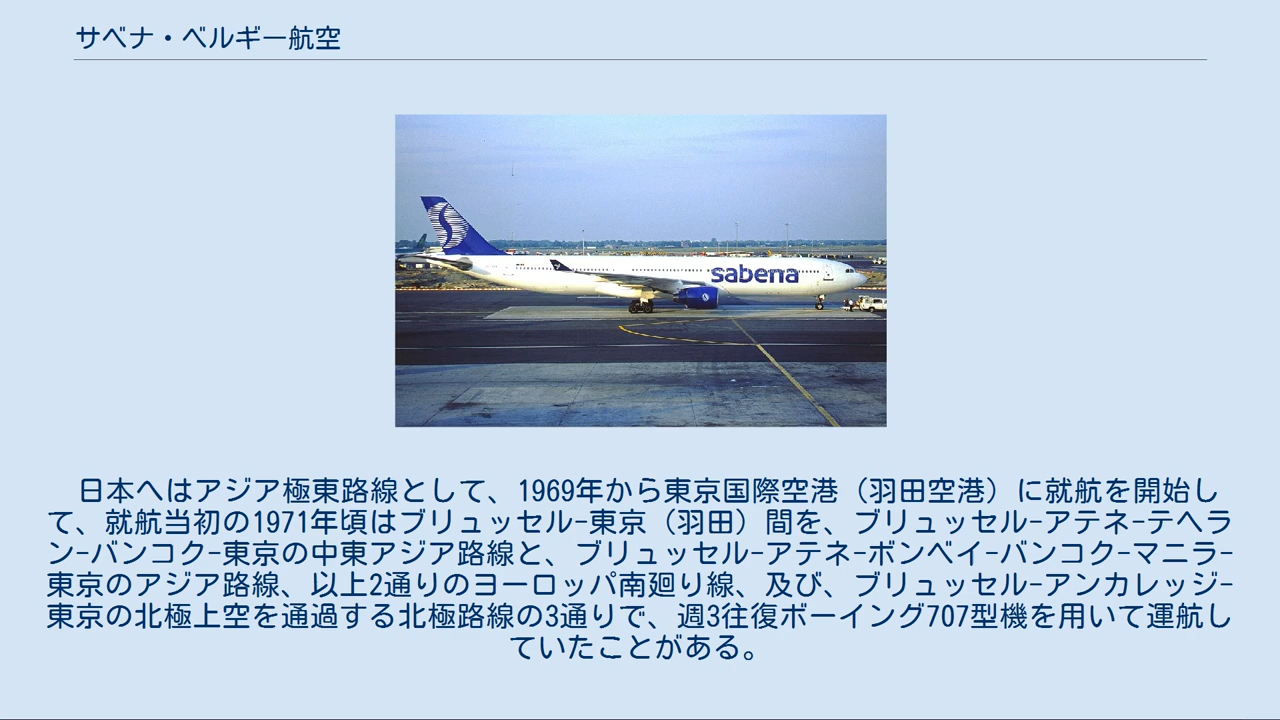 サベナ・ベルギー航空
sabena
日本へはアジア極東路線として、1969年から東京国際空港（羽田空港）に就航を開始し
て、就航当初の1971年頃はブリュッセル-東京（羽田）間を、ブリュッセル-アテネ-テヘラ
ン-バンコク-東京の中東アジア路線と、ブリュッセル-アテネ-ボンベイ-バンコク-マニラ-
東京のアジア路線、以上2通りのヨーロッパ南廻り線、及び、ブリュッセル-アンカレッジ-
東京の北極上空を通過する北極路線の3通りで、週3往復ボーイング707型機を用いて運航し
ていたことがある。